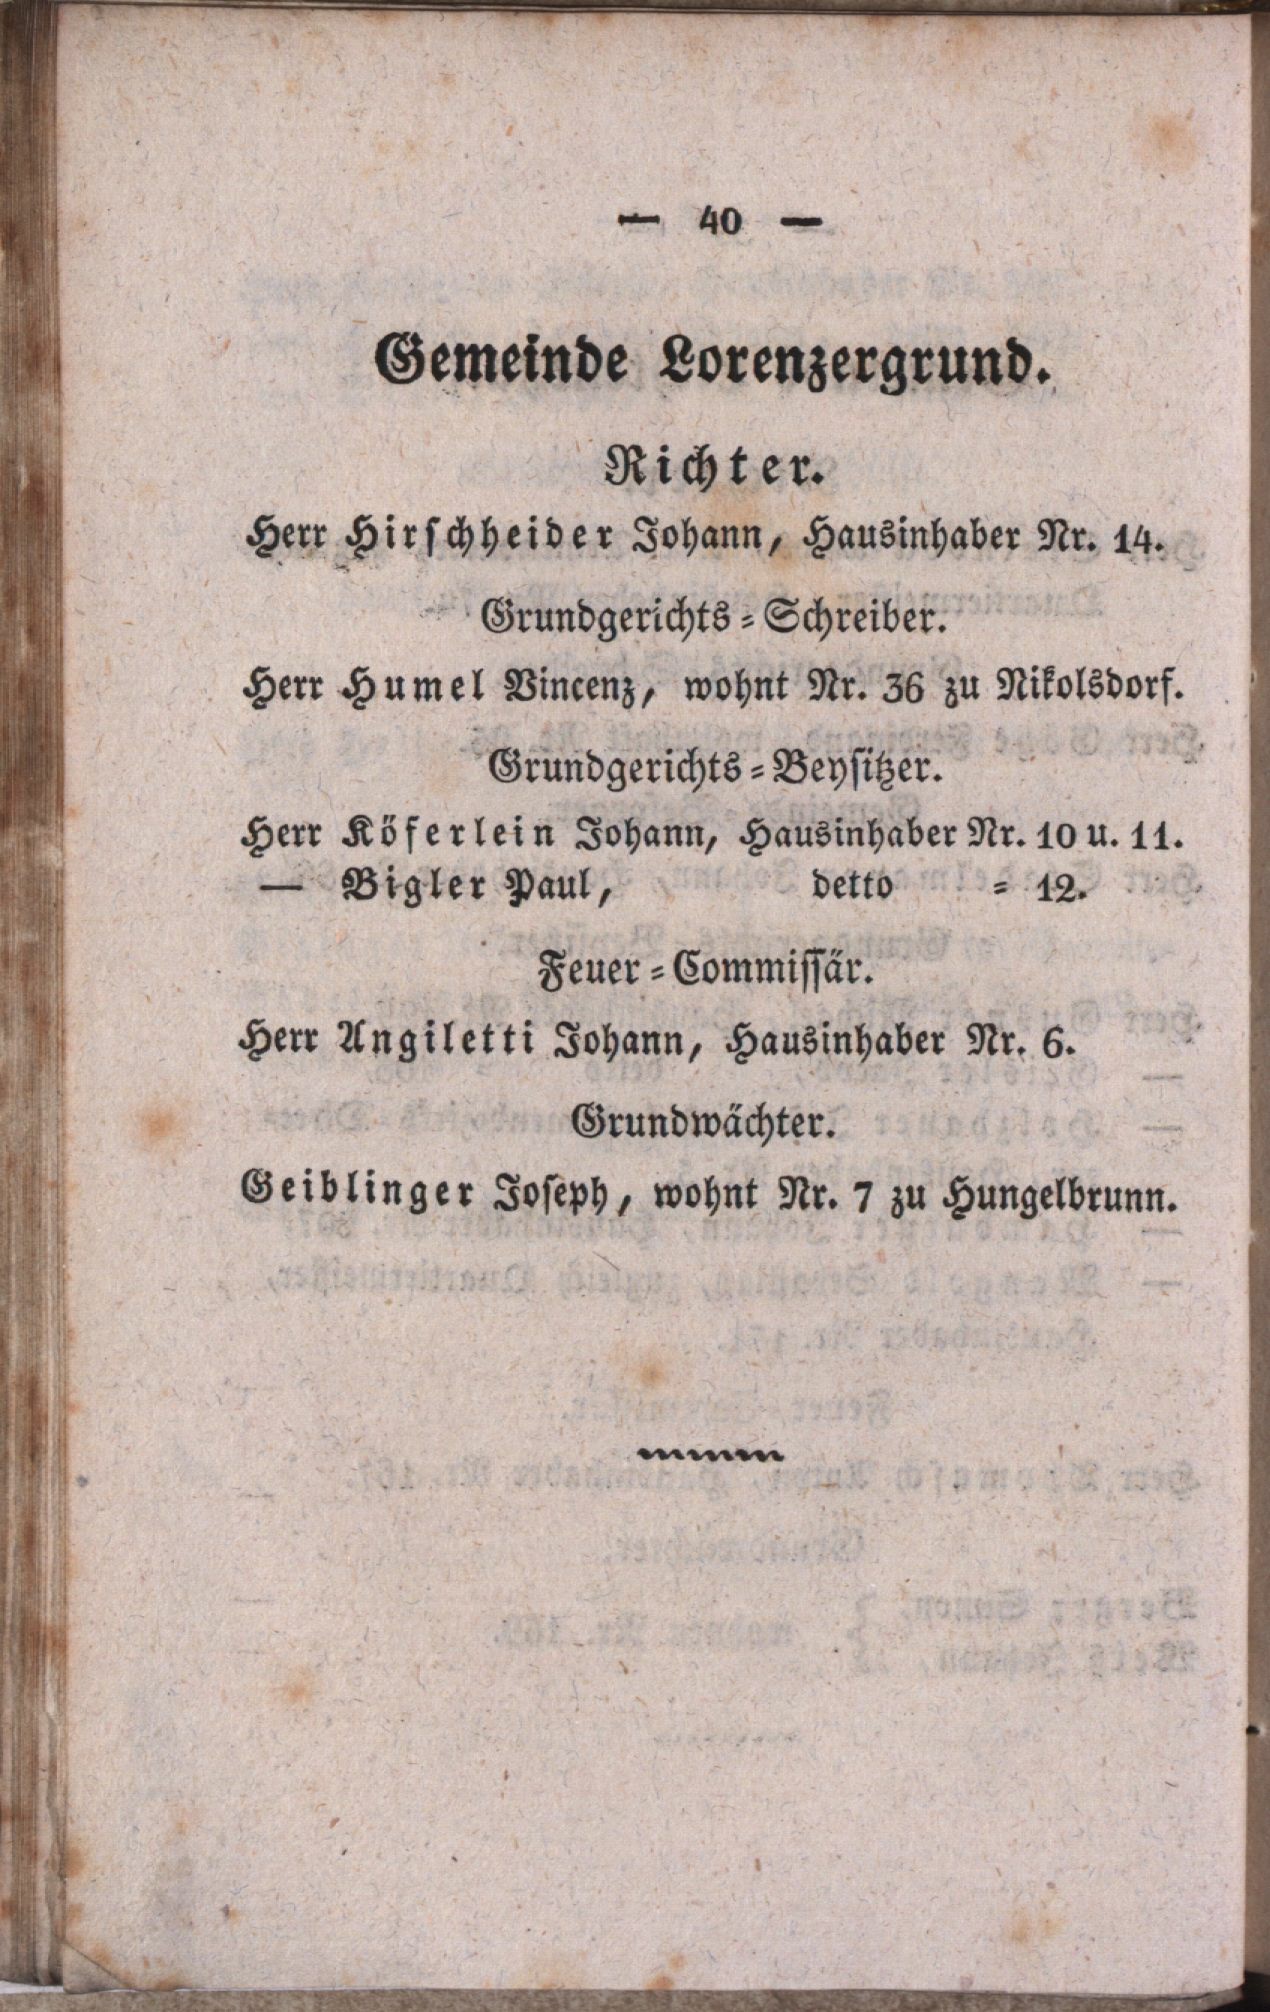 — 40 —
Gemeinde Lorenzergrund.
Richter.
Herr Hirschheider Johann, Hausinhaber Nr. 14.
Grundgerichts-Schreiber.
Herr Humel Vincenz, wohnt Nr. 36 zu Nikolsdorf.
Grundgerichts-Beysitzer.
Herr Köferlein Johann, Hausinhaber Nr. 10 u. 11.
— Bigler Paul, detto = 12.
Feuer-Commissär.
Herr Angiletti Johann, Hausinhaber Nr. 6.
Grundwächter.
Geiblinger Joseph, wohnt Nr. 7 zu Hungelbrunn.